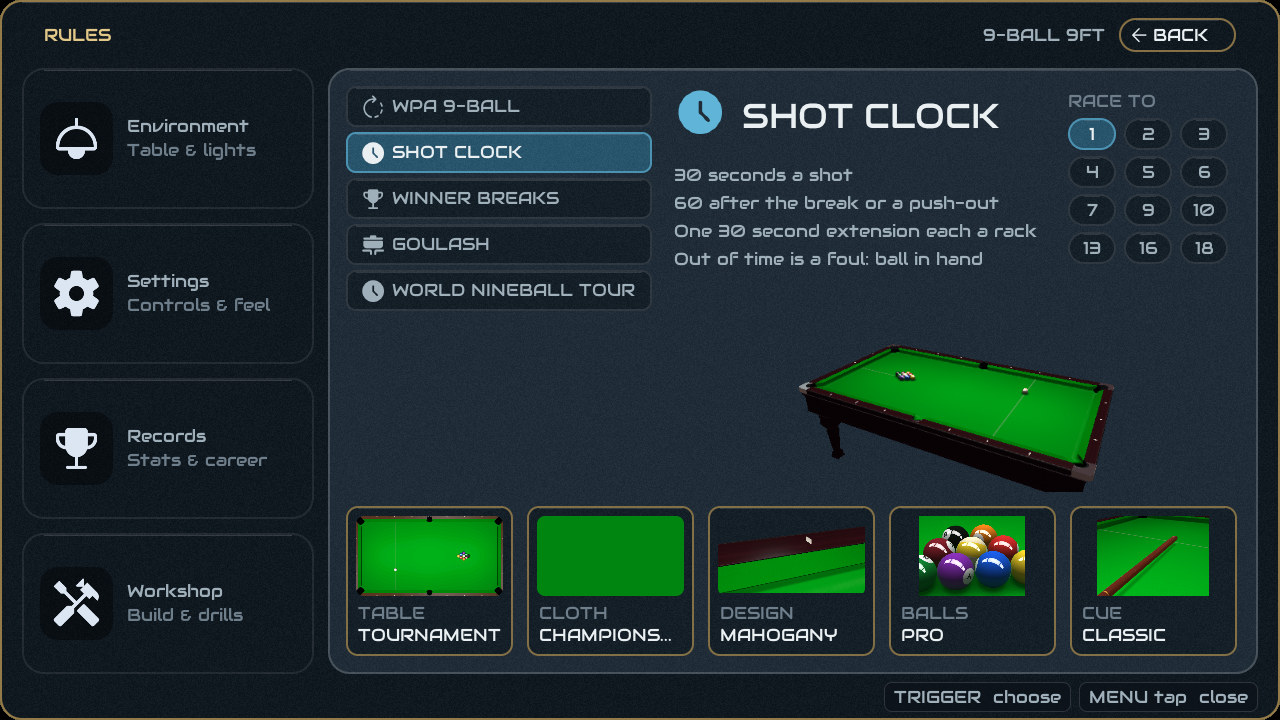 RULES
9-BALL 9FT
← BACK
Environment
Table & lights
Settings
Controls & feel
Records
Stats & career
Workshop
Build & drills
WPA 9-BALL
SHOT CLOCK
WINNER BREAKS
GOULASH
WORLD NINEBALL TOUR
SHOT CLOCK
30 seconds a shot
60 after the break or a push-out
One 30 second extension each a rack
Out of time is a foul: ball in hand
RACE TO
1 2 3
4 5 6
7 9 10
13 16 18
TABLE
TOURNAMENT
CLOTH
CHAMPIONS...
DESIGN
MAHOGANY
BALLS
PRO
CUE
CLASSIC
TRIGGER choose
MENU tap close